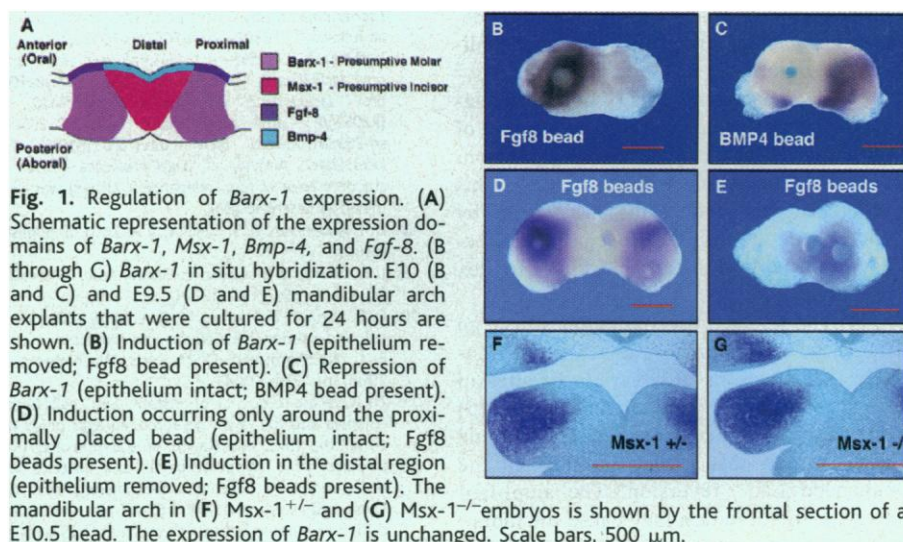 A
Anterior
(Oral)
Distal
Proximal
Posterior
(Aboral)
Barx-1 - Presumptive Molar
Msx-1 - Presumptive Incisor
Fgf-8
Bmp-4
B
Fgf8 bead
C
BMP4 bead
D
Fgf8 beads
E
Fgf8 beads
F
Msx-1 +/-
G
Msx-1 -/
Fig. 1. Regulation of Barx-1 expression. (A)
Schematic representation of the expression do-
mains of Barx-1, Msx-1, Bmp-4, and Fgf-8. (B
through G) Barx-1 in situ hybridization. E10 (B
and C) and E9.5 (D and E) mandibular arch
explants that were cultured for 24 hours are
shown. (B) Induction of Barx-1 (epithelium re-
moved; Fgf8 bead present). (C) Repression of
Barx-1 (epithelium intact; BMP4 bead present).
(D) Induction occurring only around the proxi-
mally placed bead (epithelium intact; Fgf8
beads present). (E) Induction in the distal region
(epithelium removed; Fgf8 beads present). The
mandibular arch in (F) Msx-1+/- and (G) Msx-1-/- embryos is shown by the frontal section of a
E10.5 head. The expression of Barx-1 is unchanged. Scale bars, 500 μm.